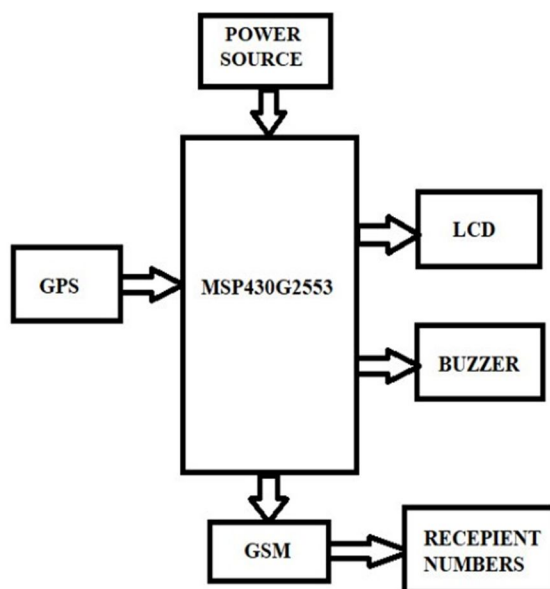 POWER
SOURCE
LCD
GPS
MSP430G2553
BUZZER
GSM
RECEPIENT
NUMBERS